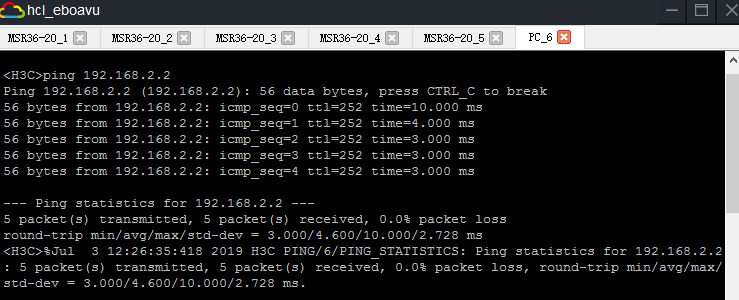 hcl_eboavu
MSR36-20_1 MSR36-20_2 MSR36-20_3 MSR36-20_4 MSR36-20_5 PC_6
<H3C>ping 192.168.2.2
Ping 192.168.2.2 (192.168.2.2): 56 data bytes, press CTRL_C to break
56 bytes from 192.168.2.2: icmp_seq=0 ttl=252 time=10.000 ms
56 bytes from 192.168.2.2: icmp_seq=1 ttl=252 time=4.000 ms
56 bytes from 192.168.2.2: icmp_seq=2 ttl=252 time=3.000 ms
56 bytes from 192.168.2.2: icmp_seq=3 ttl=252 time=3.000 ms
56 bytes from 192.168.2.2: icmp_seq=4 ttl=252 time=3.000 ms
--- Ping statistics for 192.168.2.2 ---
5 packet(s) transmitted, 5 packet(s) received, 0.0% packet loss
round-trip min/avg/max/std-dev = 3.000/4.600/10.000/2.728 ms
<H3C>%Jul  3 12:26:35:418 2019 H3C PING/6/PING_STATISTICS: Ping statistics for 192.168.2.2
: 5 packet(s) transmitted, 5 packet(s) received, 0.0% packet loss, round-trip min/avg/max/
std-dev = 3.000/4.600/10.000/2.728 ms.